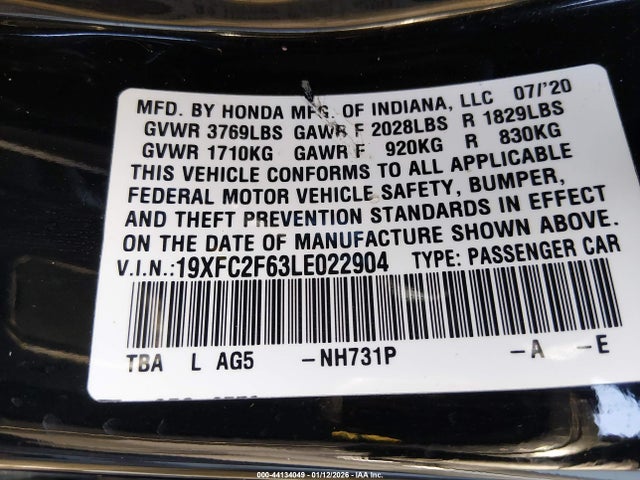 MFD. BY HONDA MFG. OF INDIANA, LLC 07/'20
GVWR 3769LBS GAWR F 2028LBS R 1829LBS
GVWR 1710KG GAWR F 920KG R 830KG
THIS VEHICLE CONFORMS TO ALL APPLICABLE
FEDERAL MOTOR VEHICLE SAFETY, BUMPER,
AND THEFT PREVENTION STANDARDS IN EFFECT
ON THE DATE OF MANUFACTURE SHOWN ABOVE.
V.I.N.:19XFC2F63LE022904 TYPE: PASSENGER CAR
TBA L AG5 -NH731P -A -E
000-44134049 - 01/12/2026 - IAA Inc.